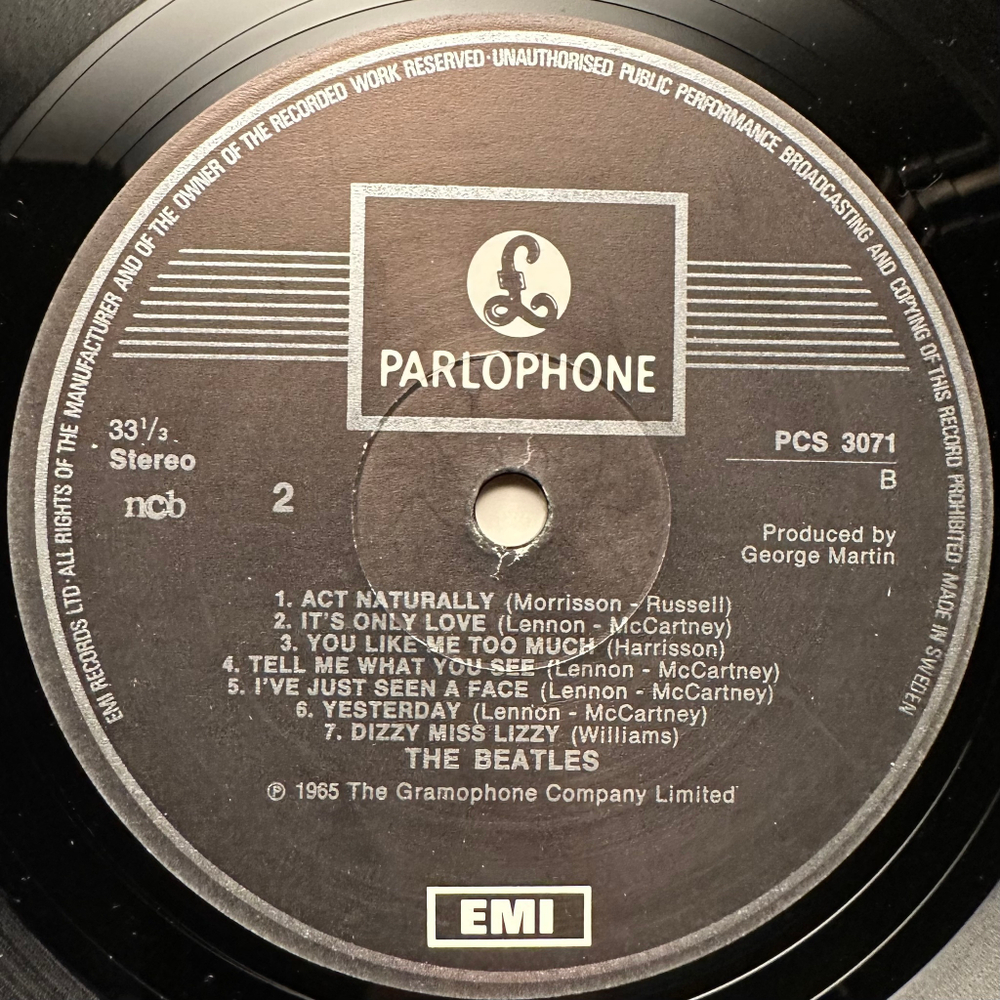 EMI RECORDS LTD·ALL RIGHTS OF THE MANUFACTURER AND OF THE OWNER OF THE RECORDED WORK RESERVED·UNAUTHORISED PUBLIC PERFORMANCE BROADCASTING AND COPYING OF THIS RECORD PROHIBITED·MADE IN SWEDEN
£
PARLOPHONE
33 1/3
Stereo
ncb
2
PCS 3071
B
Produced by
George Martin
1. ACT NATURALLY (Morrisson - Russell)
2. IT'S ONLY LOVE (Lennon - McCartney)
3. YOU LIKE ME TOO MUCH (Harrisson)
4. TELL ME WHAT YOU SEE (Lennon - McCartney)
5. I'VE JUST SEEN A FACE (Lennon - McCartney)
6. YESTERDAY (Lennon - McCartney)
7. DIZZY MISS LIZZY (Williams)
THE BEATLES
℗ 1965 The Gramophone Company Limited
EMI